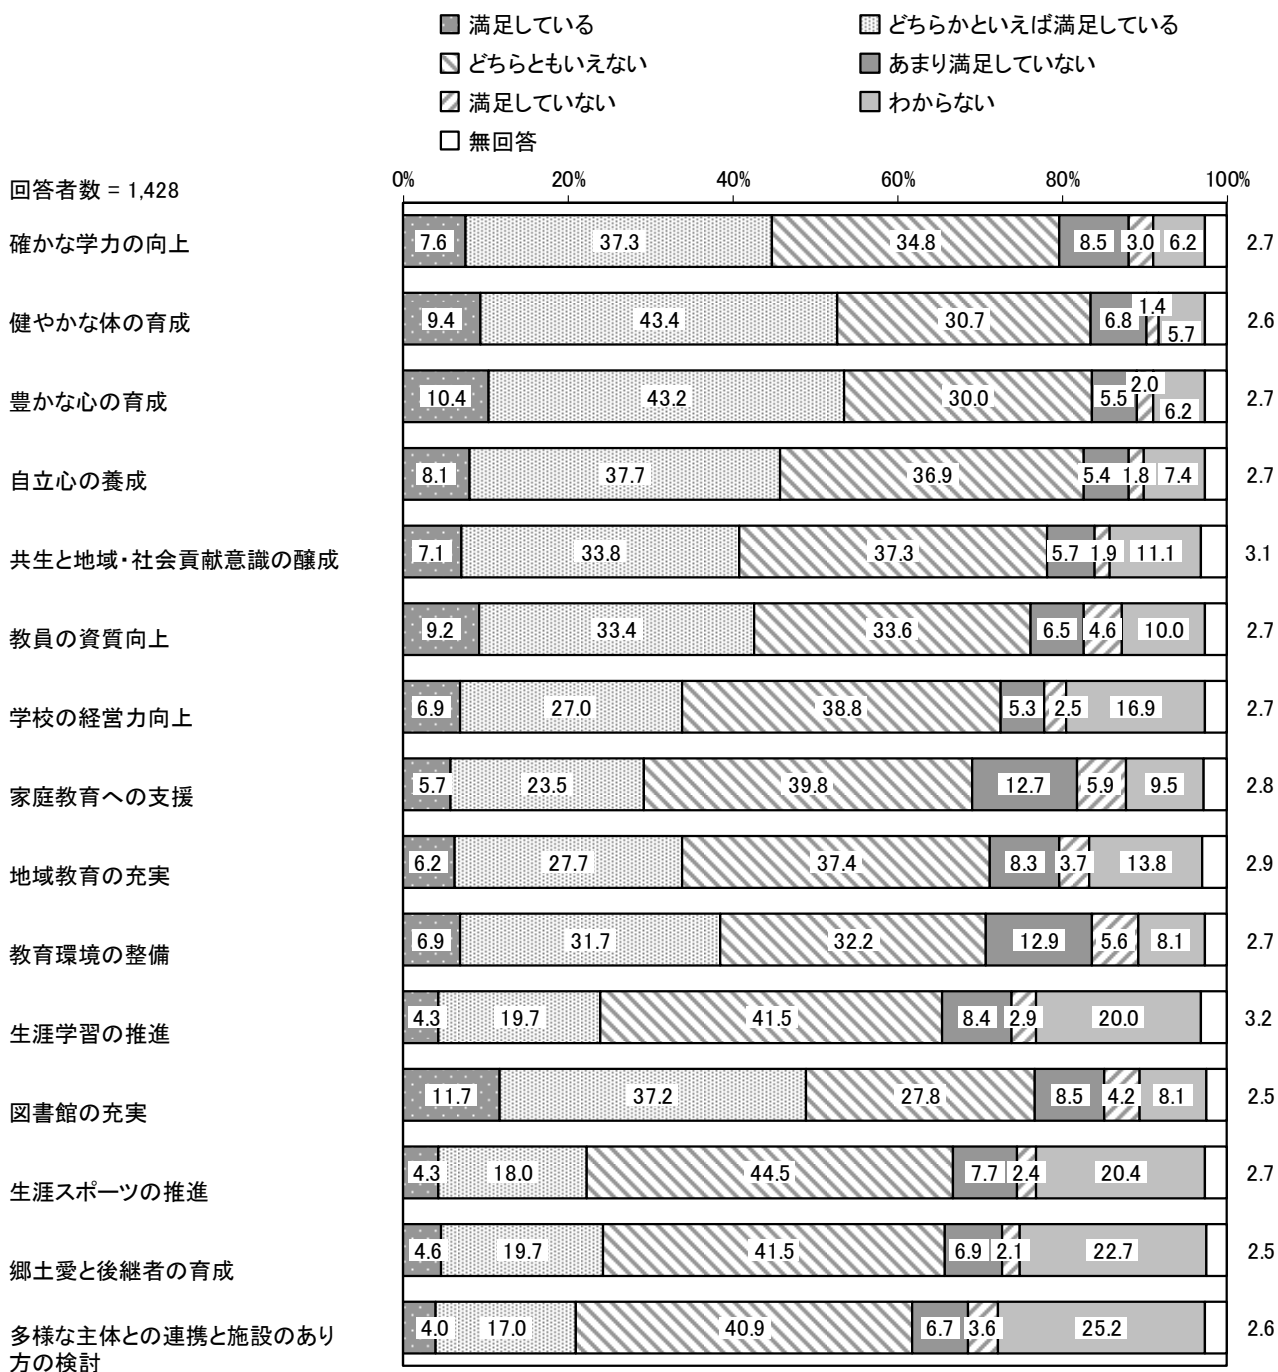 満足している どちらかといえば満足している
どちらともいえない あまり満足していない
満足していない わからない
無回答
回答者数 = 1,428
0% 20% 40% 60% 80% 100%
確かな学力の向上 7.6 37.3 34.8 8.5 3.0 6.2 2.7
健やかな体の育成 9.4 43.4 30.7 6.8 1.4 5.7 2.6
豊かな心の育成 10.4 43.2 30.0 5.5 2.0 6.2 2.7
自立心の養成 8.1 37.7 36.9 5.4 1.8 7.4 2.7
共生と地域・社会貢献意識の醸成 7.1 33.8 37.3 5.7 1.9 11.1 3.1
教員の資質向上 9.2 33.4 33.6 6.5 4.6 10.0 2.7
学校の経営力向上 6.9 27.0 38.8 5.3 2.5 16.9 2.7
家庭教育への支援 5.7 23.5 39.8 12.7 5.9 9.5 2.8
地域教育の充実 6.2 27.7 37.4 8.3 3.7 13.8 2.9
教育環境の整備 6.9 31.7 32.2 12.9 5.6 8.1 2.7
生涯学習の推進 4.3 19.7 41.5 8.4 2.9 20.0 3.2
図書館の充実 11.7 37.2 27.8 8.5 4.2 8.1 2.5
生涯スポーツの推進 4.3 18.0 44.5 7.7 2.4 20.4 2.7
郷土愛と後継者の育成 4.6 19.7 41.5 6.9 2.1 22.7 2.5
多様な主体との連携と施設のあり 4.0 17.0 40.9 6.7 3.6 25.2 2.6
方の検討